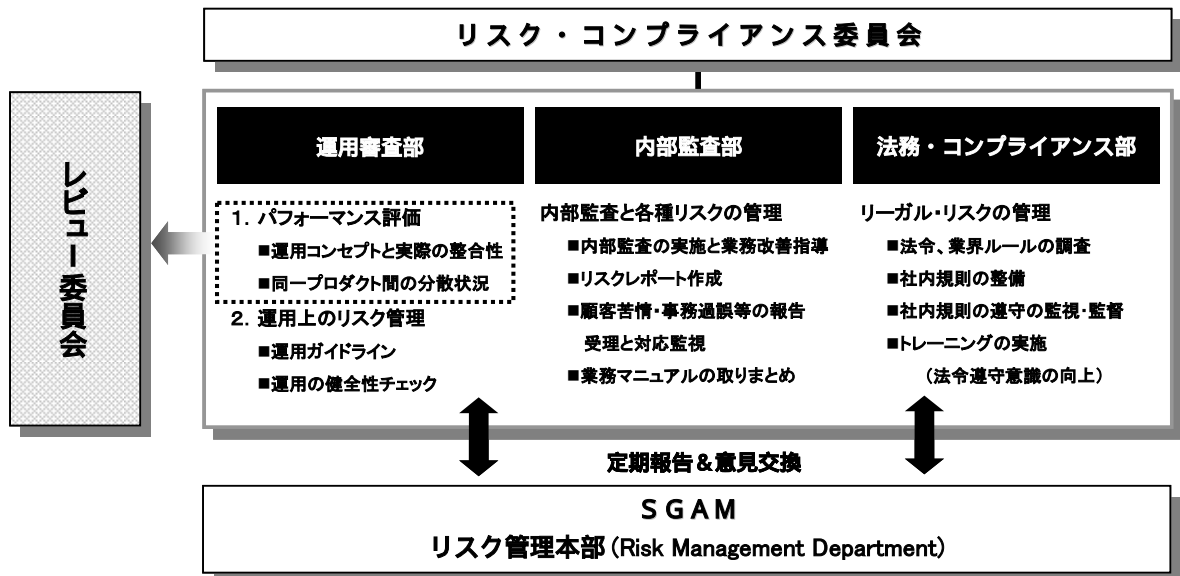 リスク・コンプライアンス委員会
レビュー委員会
運用審査部
1. パフォーマンス評価
■運用コンセプトと実際の整合性
■同一プロダクト間の分散状況
2. 運用上のリスク管理
■運用ガイドライン
■運用の健全性チェック
内部監査部
内部監査と各種リスクの管理
■内部監査の実施と業務改善指導
■リスクレポート作成
■顧客苦情・事務過誤等の報告
受理と対応監視
■業務マニュアルの取りまとめ
法務・コンプライアンス部
リーガル・リスクの管理
■法令、業界ルールの調査
■社内規則の整備
■社内規則の遵守の監視・監督
■トレーニングの実施
（法令遵守意識の向上）
定期報告＆意見交換
SGAM
リスク管理本部(Risk Management Department)